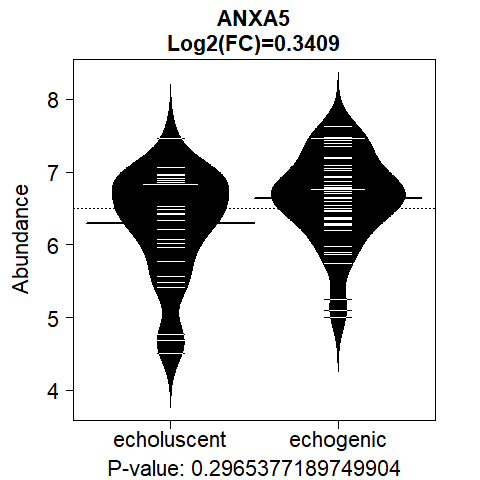 ANXA5
Log2(FC)=0.3409
Abundance
8
7
6
5
4
echoluscent echogenic
P-value: 0.2965377189749904